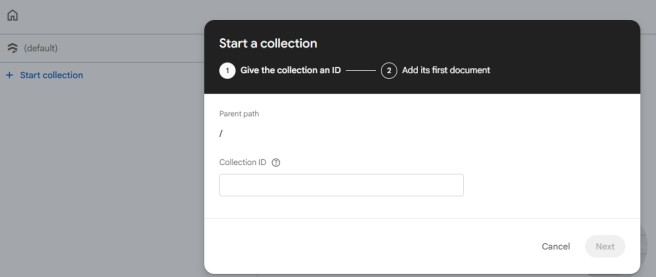 (default)
+ Start collection
Start a collection
1 Give the collection an ID 2 Add its first document
Parent path
/
Collection ID ?
Cancel Next